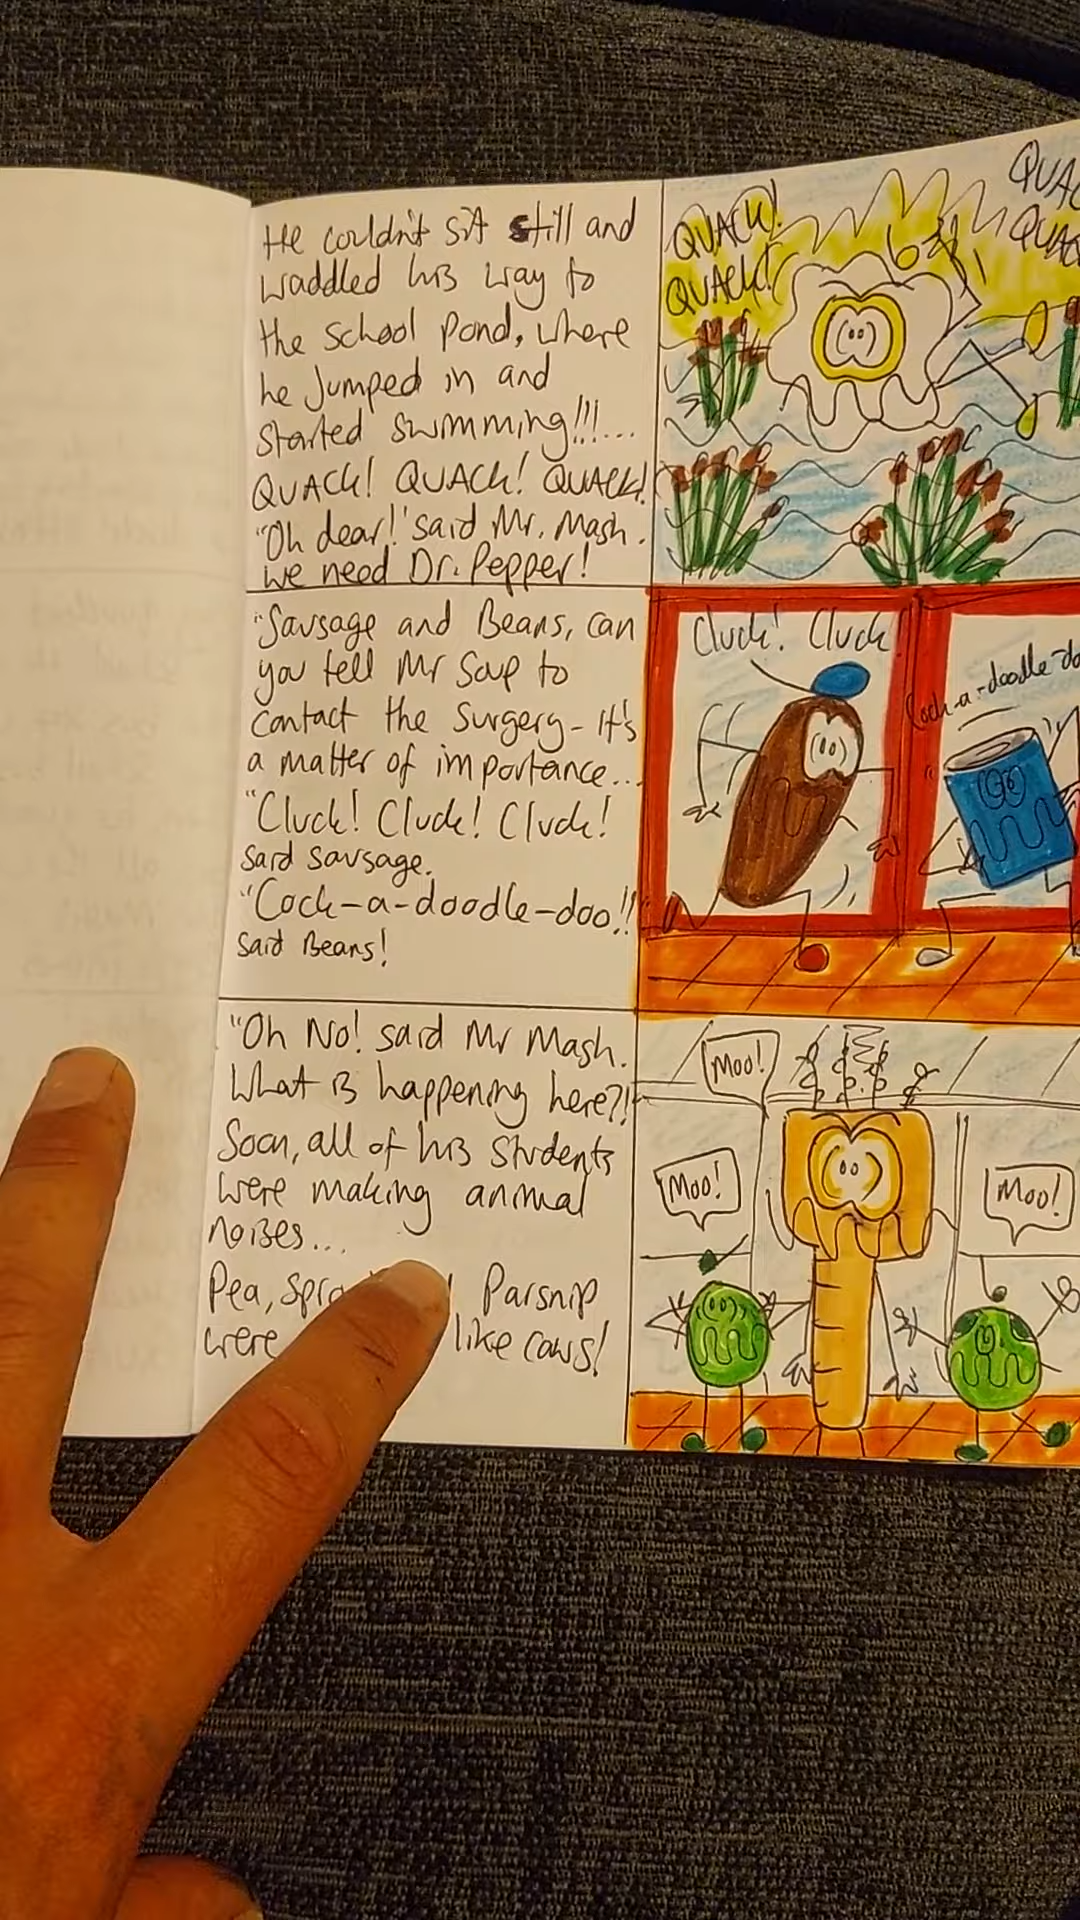 He couldn't sit still and
waddled his way to
the school pond, where
he jumped in and
started swimming!!!...
QUACK! QUACK! QUACK!
"Oh dear!' said Mr. Mash.
we need Dr. Pepper!
QUACK!
QUACK!
"Sausage and Beans, can
you tell Mr Soup to
contact the surgery - it's
a matter of importance...
"Cluck! Cluck! Cluck!
said sausage.
"Cock-a-doodle-doo!!"
said Beans!
Cluck! Cluck!
"Oh No! said Mr Mash.
What is happening here?!
Soon, all of his students
were making animal
noises...
Pea, Parsnip
were like cows!
Moo!
Moo!
Moo!